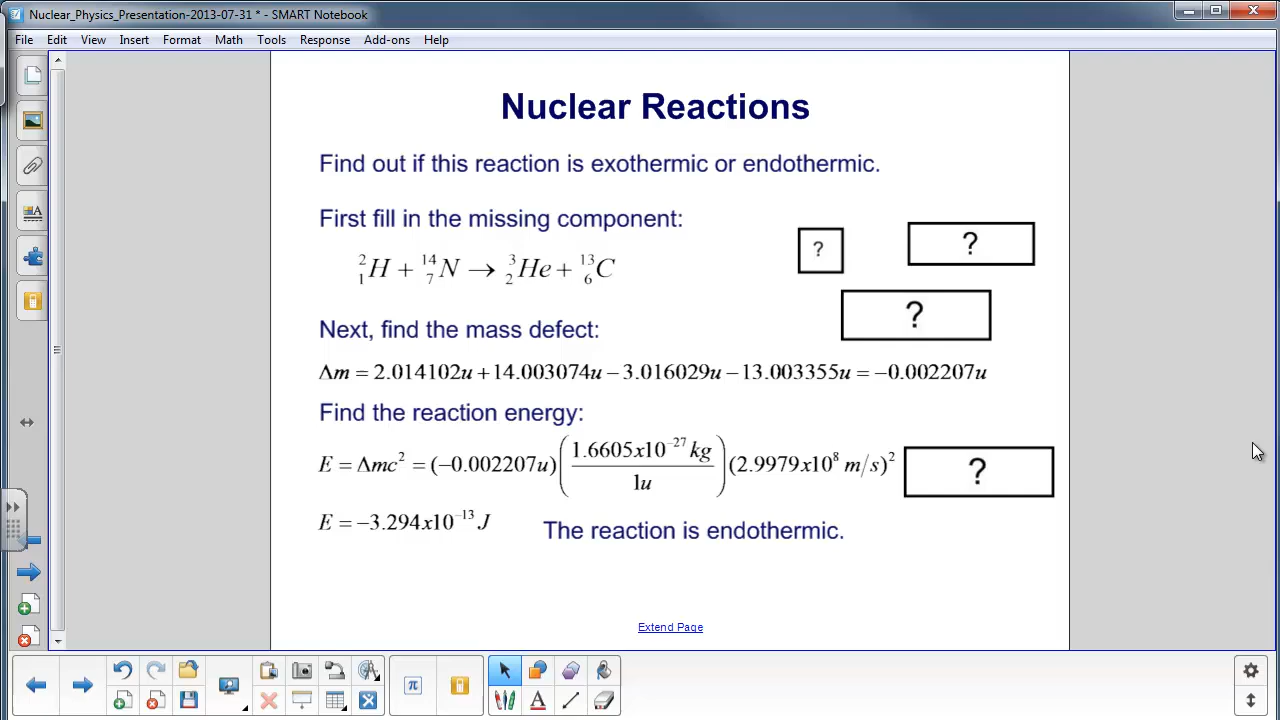 Nuclear_Physics_Presentation-2013-07-31 * - SMART Notebook
File Edit View Insert Format Math Tools Response Add-ons Help
Nuclear Reactions
Find out if this reaction is exothermic or endothermic.
First fill in the missing component:
?
?
²₁H + ¹⁴₇N → ³₂He + ¹³₆C
?
Next, find the mass defect:
Δm = 2.014102u + 14.003074u − 3.016029u − 13.003355u = −0.002207u
Find the reaction energy:
E = Δmc² = (−0.002207u)(1.6605x10⁻²⁷ kg / 1u)(2.9979x10⁸ m/s)²
?
E = −3.294x10⁻¹³ J
The reaction is endothermic.
Extend Page
π
A